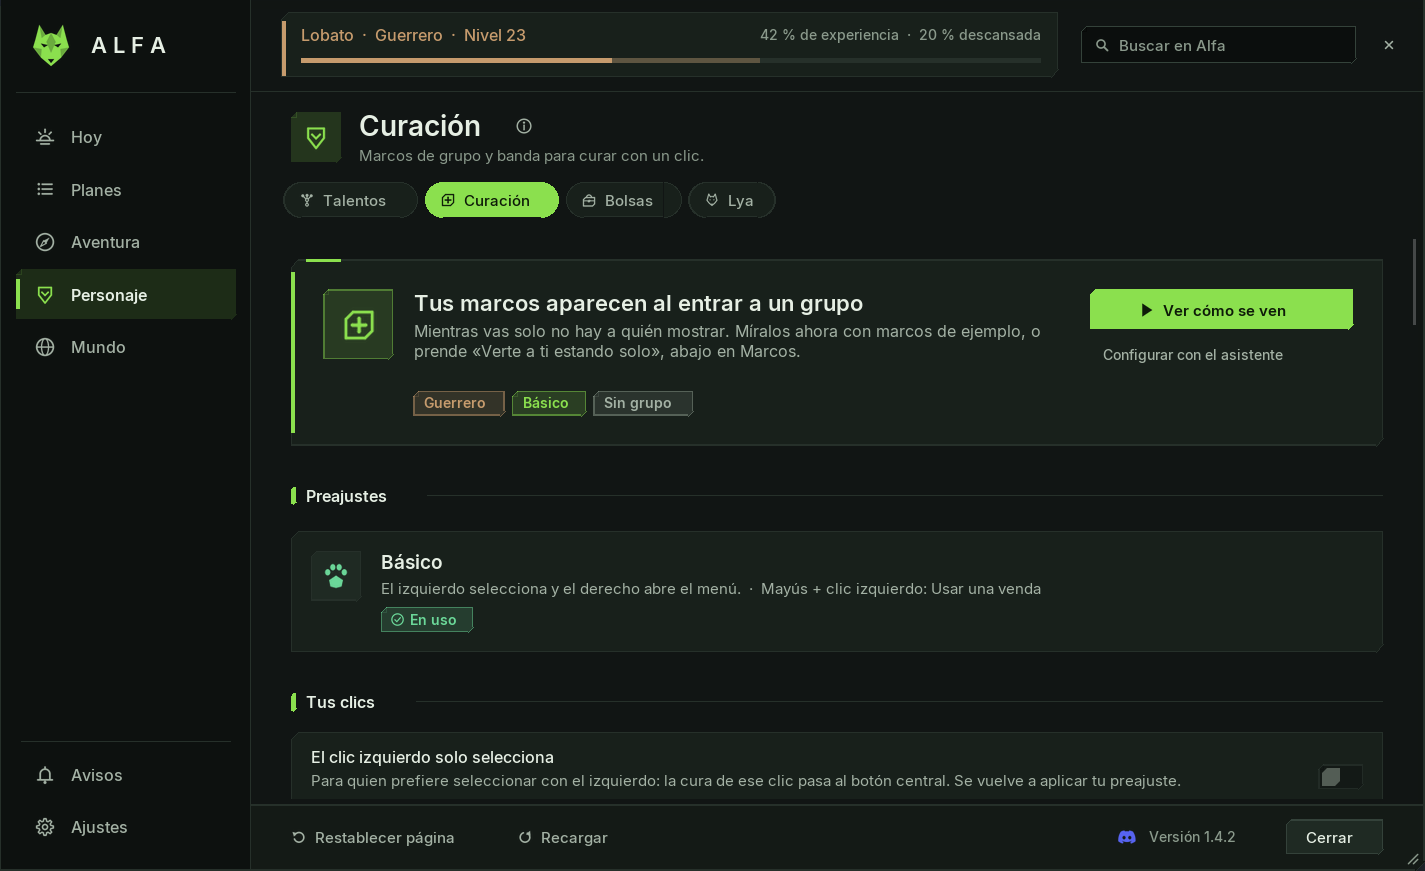 ALFA
Lobato · Guerrero · Nivel 23
42 % de experiencia · 20 % descansada
Buscar en Alfa
Hoy
Planes
Aventura
Personaje
Mundo
Avisos
Ajustes
Curación
Marcos de grupo y banda para curar con un clic.
Talentos
Curación
Bolsas
Lya
Tus marcos aparecen al entrar a un grupo
Mientras vas solo no hay a quién mostrar. Míralos ahora con marcos de ejemplo, o
prende «Verte a ti estando solo», abajo en Marcos.
Ver cómo se ven
Configurar con el asistente
Guerrero
Básico
Sin grupo
Preajustes
Básico
El izquierdo selecciona y el derecho abre el menú. · Mayús + clic izquierdo: Usar una venda
En uso
Tus clics
El clic izquierdo solo selecciona
Para quien prefiere seleccionar con el izquierdo: la cura de ese clic pasa al botón central. Se vuelve a aplicar tu preajuste.
Restablecer página
Recargar
Versión 1.4.2
Cerrar